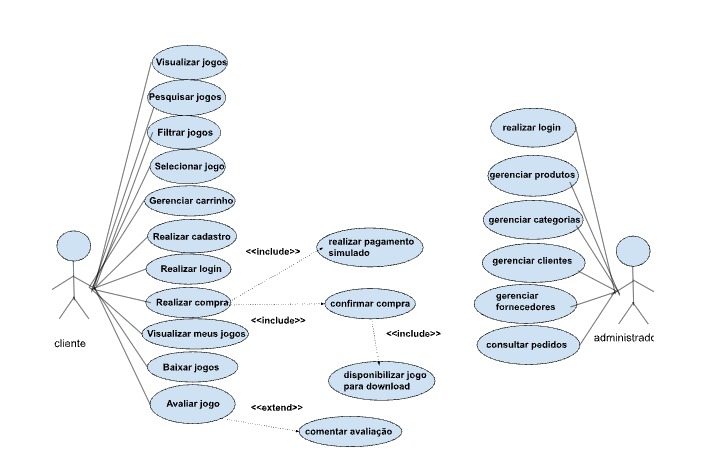 Visualizar jogos
Pesquisar jogos
Filtrar jogos
Selecionar jogo
Gerenciar carrinho
Realizar cadastro
Realizar login
Realizar compra
Visualizar meus jogos
Baixar jogos
Avaliar jogo
cliente
<<include>>
realizar pagamento
simulado
<<include>>
confirmar compra
<<include>>
disponibilizar jogo
para download
<<extend>>
comentar avaliação
realizar login
gerenciar produtos
gerenciar categorias
gerenciar clientes
gerenciar
fornecedores
consultar pedidos
administrado